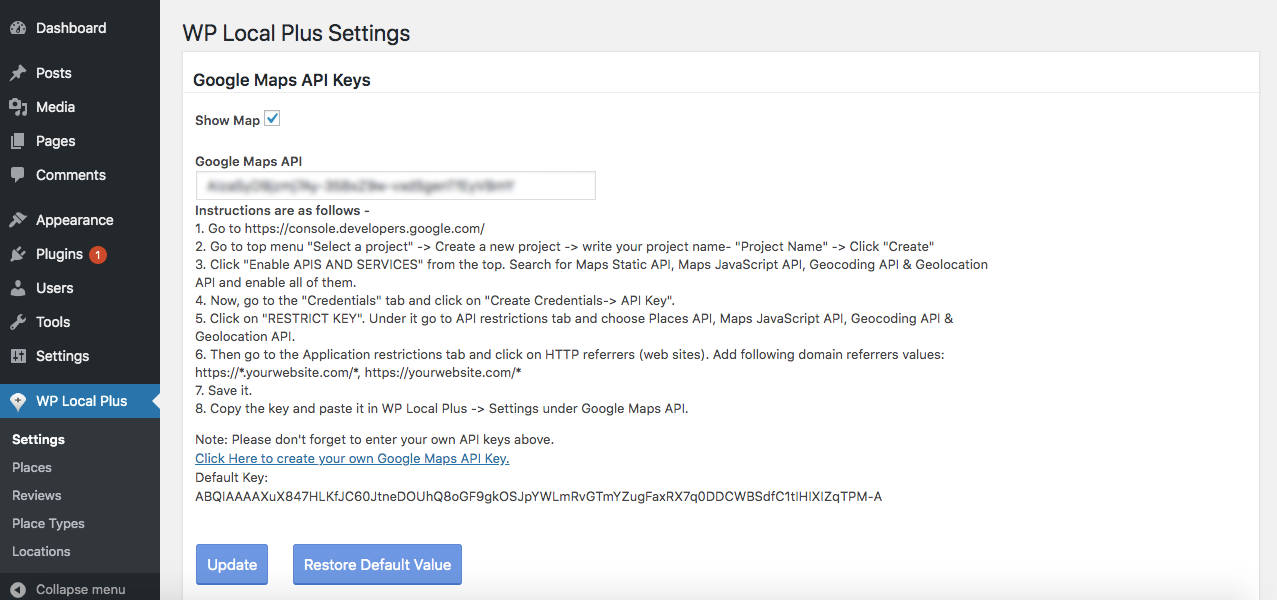 Dashboard
Posts
Media
Pages
Comments
Appearance
Plugins 1
Users
Tools
Settings
WP Local Plus
Settings
Places
Reviews
Place Types
Locations
Collapse menu
WP Local Plus Settings
Google Maps API Keys
Show Map
Google Maps API
Instructions are as follows -
1. Go to https://console.developers.google.com/
2. Go to top menu "Select a project" -> Create a new project -> write your project name- "Project Name" -> Click "Create"
3. Click "Enable APIS AND SERVICES" from the top. Search for Maps Static API, Maps JavaScript API, Geocoding API & Geolocation
API and enable all of them.
4. Now, go to the "Credentials" tab and click on "Create Credentials-> API Key".
5. Click on "RESTRICT KEY". Under it go to API restrictions tab and choose Places API, Maps JavaScript API, Geocoding API &
Geolocation API.
6. Then go to the Application restrictions tab and click on HTTP referrers (web sites). Add following domain referrers values:
https://*.yourwebsite.com/*, https://yourwebsite.com/*
7. Save it.
8. Copy the key and paste it in WP Local Plus -> Settings under Google Maps API.
Note: Please don't forget to enter your own API keys above.
Click Here to create your own Google Maps API Key.
Default Key:
ABQIAAAAXuX847HLKfJC60JtneDOUhQ8oGF9gkOSJpYWLmRvGTmYZugFaxRX7q0DDCWBSdfC1tIHIXIZqTPM-A
Update
Restore Default Value